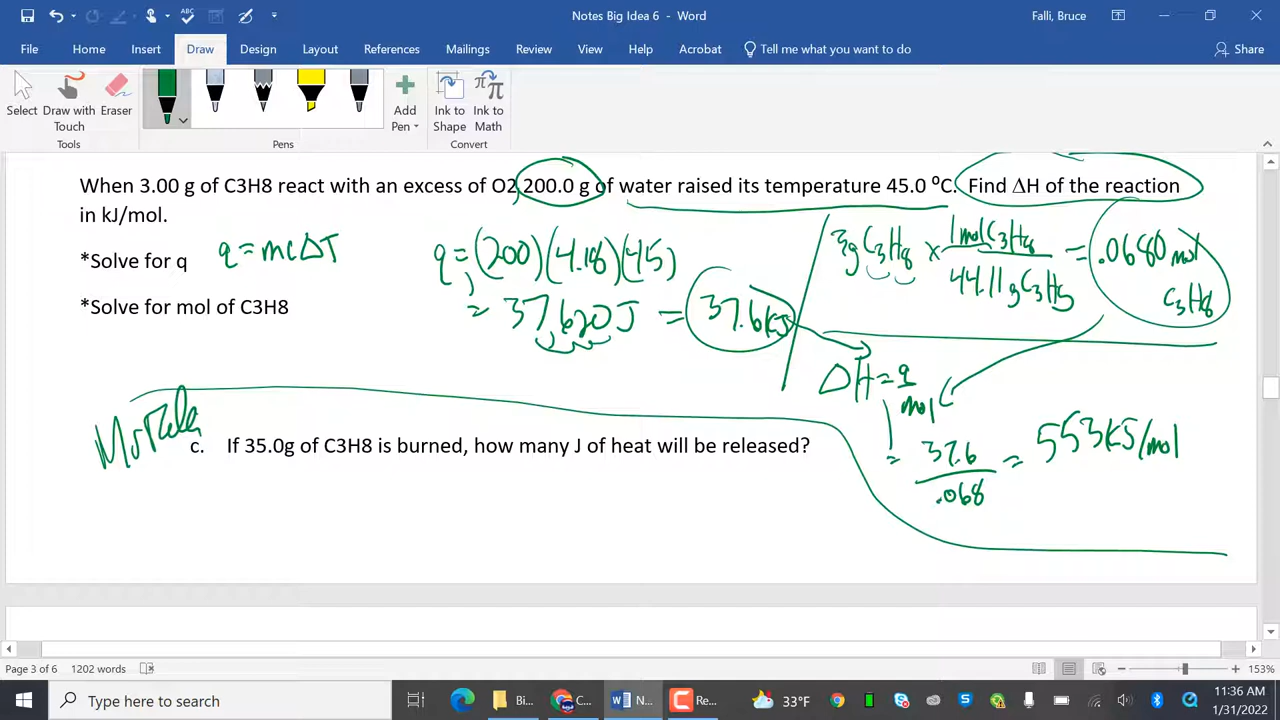 Notes Big Idea 6 - Word
Falli, Bruce
File Home Insert Draw Design Layout References Mailings Review View Help Acrobat Tell me what you want to do Share
Select
Draw with Touch
Eraser
Add Pen
Ink to Shape
Ink to Math
Tools
Pens
Convert
When 3.00 g of C3H8 react with an excess of O2, 200.0 g of water raised its temperature 45.0 ⁰C. Find ΔH of the reaction
in kJ/mol.
*Solve for q
q = mcΔT
q = (200)(4.18)(45)
= 37,620 J = 37.6 kJ
*Solve for mol of C3H8
3g C3H8 x 1 mol C3H8 / 44.11g C3H8 = .0680 mol C3H8
ΔH = q / mol
= 37.6 / .068 = 553 kJ/mol
c. If 35.0g of C3H8 is burned, how many J of heat will be released?
Page 3 of 6 1202 words
153%
Type here to search
Bi...
C...
N...
Re...
33°F
11:36 AM
1/31/2022